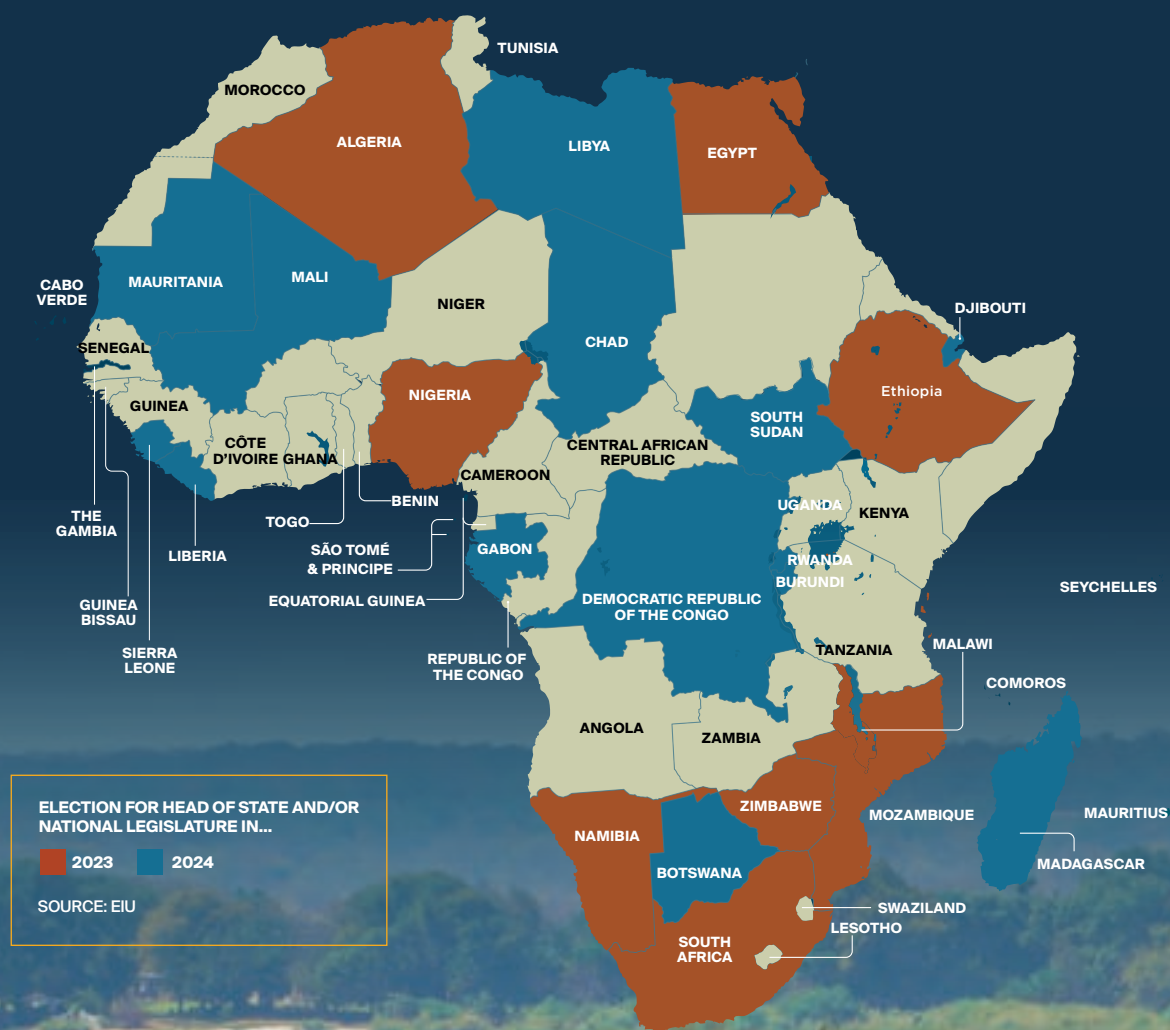 TUNISIA
MOROCCO
ALGERIA
LIBYA
EGYPT
CABO
VERDE
MAURITANIA
MALI
NIGER
CHAD
DJIBOUTI
SENEGAL
NIGERIA
Ethiopia
GUINEA
SOUTH
SUDAN
CÔTE
D'IVOIRE
GHANA
CENTRAL AFRICAN
REPUBLIC
CAMEROON
BENIN
UGANDA
KENYA
THE
GAMBIA
TOGO
LIBERIA
SÃO TOMÉ
& PRINCIPE
GABON
RWANDA
BURUNDI
SEYCHELLES
GUINEA
BISSAU
EQUATORIAL GUINEA
DEMOCRATIC REPUBLIC
OF THE CONGO
SIERRA
LEONE
REPUBLIC OF
THE CONGO
TANZANIA
MALAWI
COMOROS
ANGOLA
ZAMBIA
ZIMBABWE
MOZAMBIQUE
MAURITIUS
NAMIBIA
BOTSWANA
MADAGASCAR
SWAZILAND
LESOTHO
SOUTH
AFRICA
ELECTION FOR HEAD OF STATE AND/OR
NATIONAL LEGISLATURE IN...
2023
2024
SOURCE: EIU